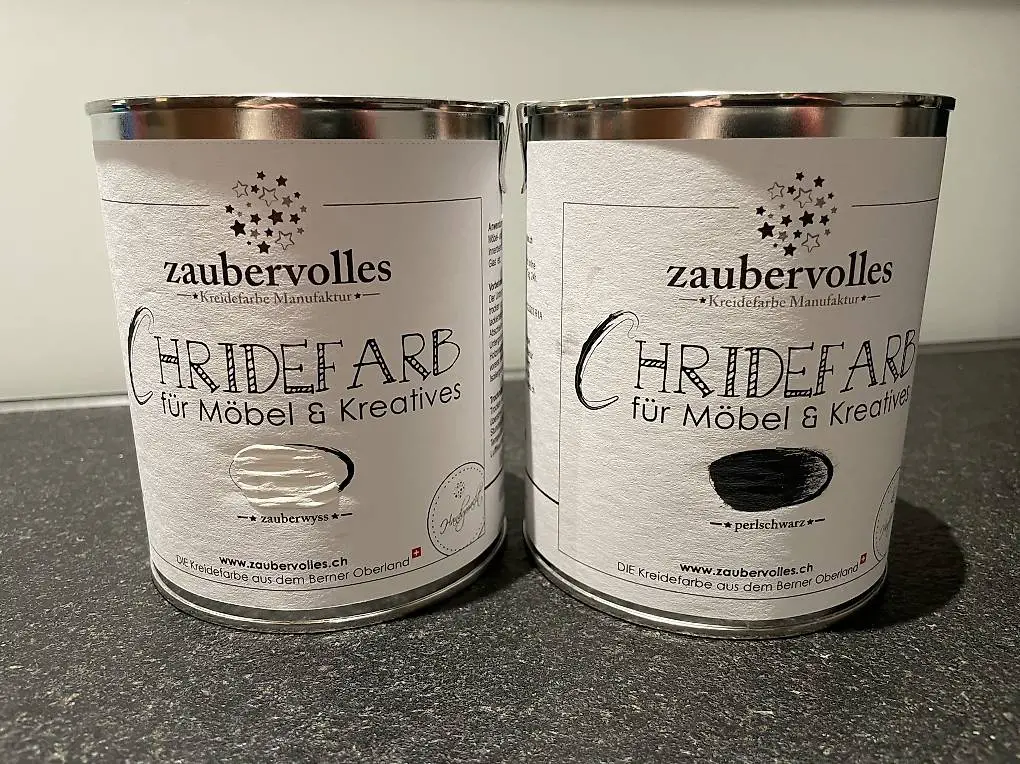 zaubervolles
Kreidefarbe Manufaktur
CHRIDEFARB
für Möbel & Kreatives
zauberwyss
Handgemacht
www.zaubervolles.ch
DIE Kreidefarbe aus dem Berner Oberland
zaubervolles
Kreidefarbe Manufaktur
CHRIDEFARB
für Möbel & Kreatives
perlschwarz
www.zaubervolles.ch
DIE Kreidefarbe aus dem Berner Oberland